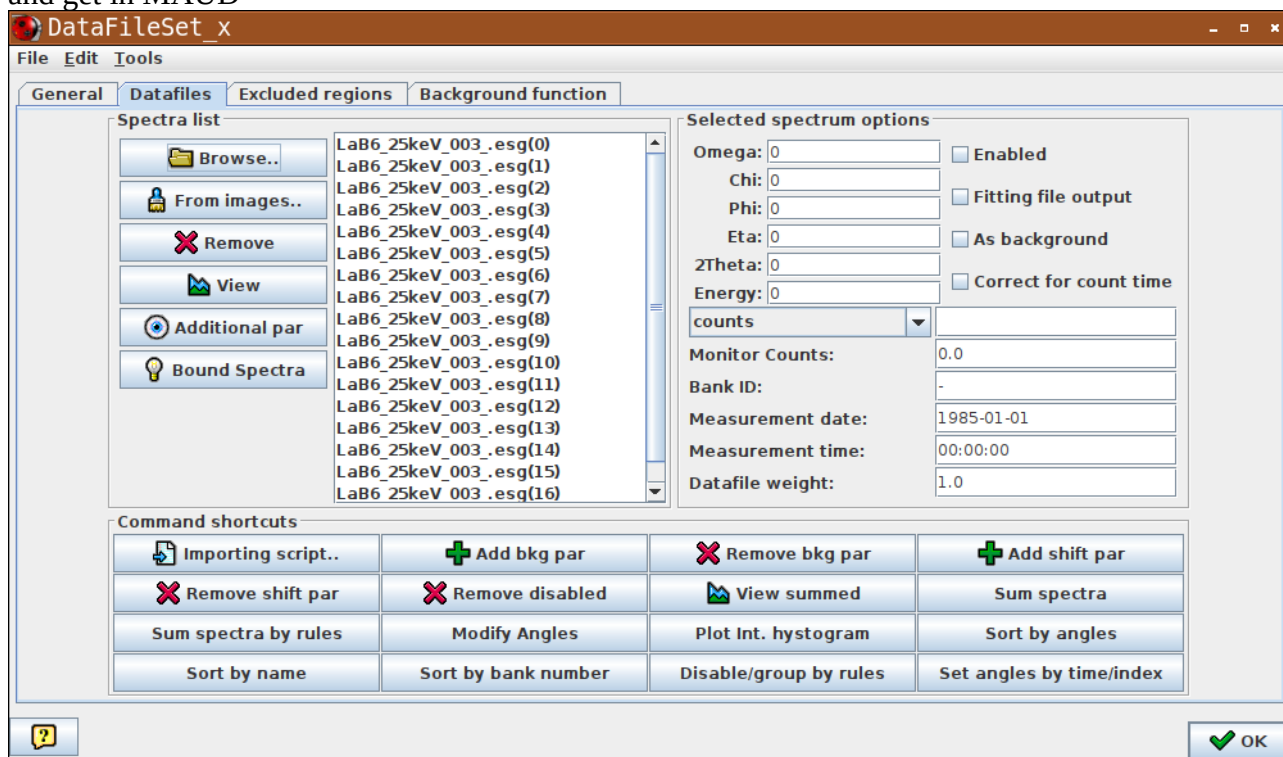 and get in MAUD
DataFileSet_x
File Edit Tools
General Datafiles Excluded regions Background function
Spectra list
Browse..
From images..
Remove
View
Additional par
Bound Spectra
LaB6_25keV_003_.esg(0)
LaB6_25keV_003_.esg(1)
LaB6_25keV_003_.esg(2)
LaB6_25keV_003_.esg(3)
LaB6_25keV_003_.esg(4)
LaB6_25keV_003_.esg(5)
LaB6_25keV_003_.esg(6)
LaB6_25keV_003_.esg(7)
LaB6_25keV_003_.esg(8)
LaB6_25keV_003_.esg(9)
LaB6_25keV_003_.esg(10)
LaB6_25keV_003_.esg(11)
LaB6_25keV_003_.esg(12)
LaB6_25keV_003_.esg(13)
LaB6_25keV_003_.esg(14)
LaB6_25keV_003_.esg(15)
LaB6_25keV_003_.esg(16)
Selected spectrum options
Omega: 0
Chi: 0
Phi: 0
Eta: 0
2Theta: 0
Energy: 0
Enabled
Fitting file output
As background
Correct for count time
counts
Monitor Counts: 0.0
Bank ID: -
Measurement date: 1985-01-01
Measurement time: 00:00:00
Datafile weight: 1.0
Command shortcuts
Importing script.. Add bkg par Remove bkg par Add shift par
Remove shift par Remove disabled View summed Sum spectra
Sum spectra by rules Modify Angles Plot Int. hystogram Sort by angles
Sort by name Sort by bank number Disable/group by rules Set angles by time/index
? OK